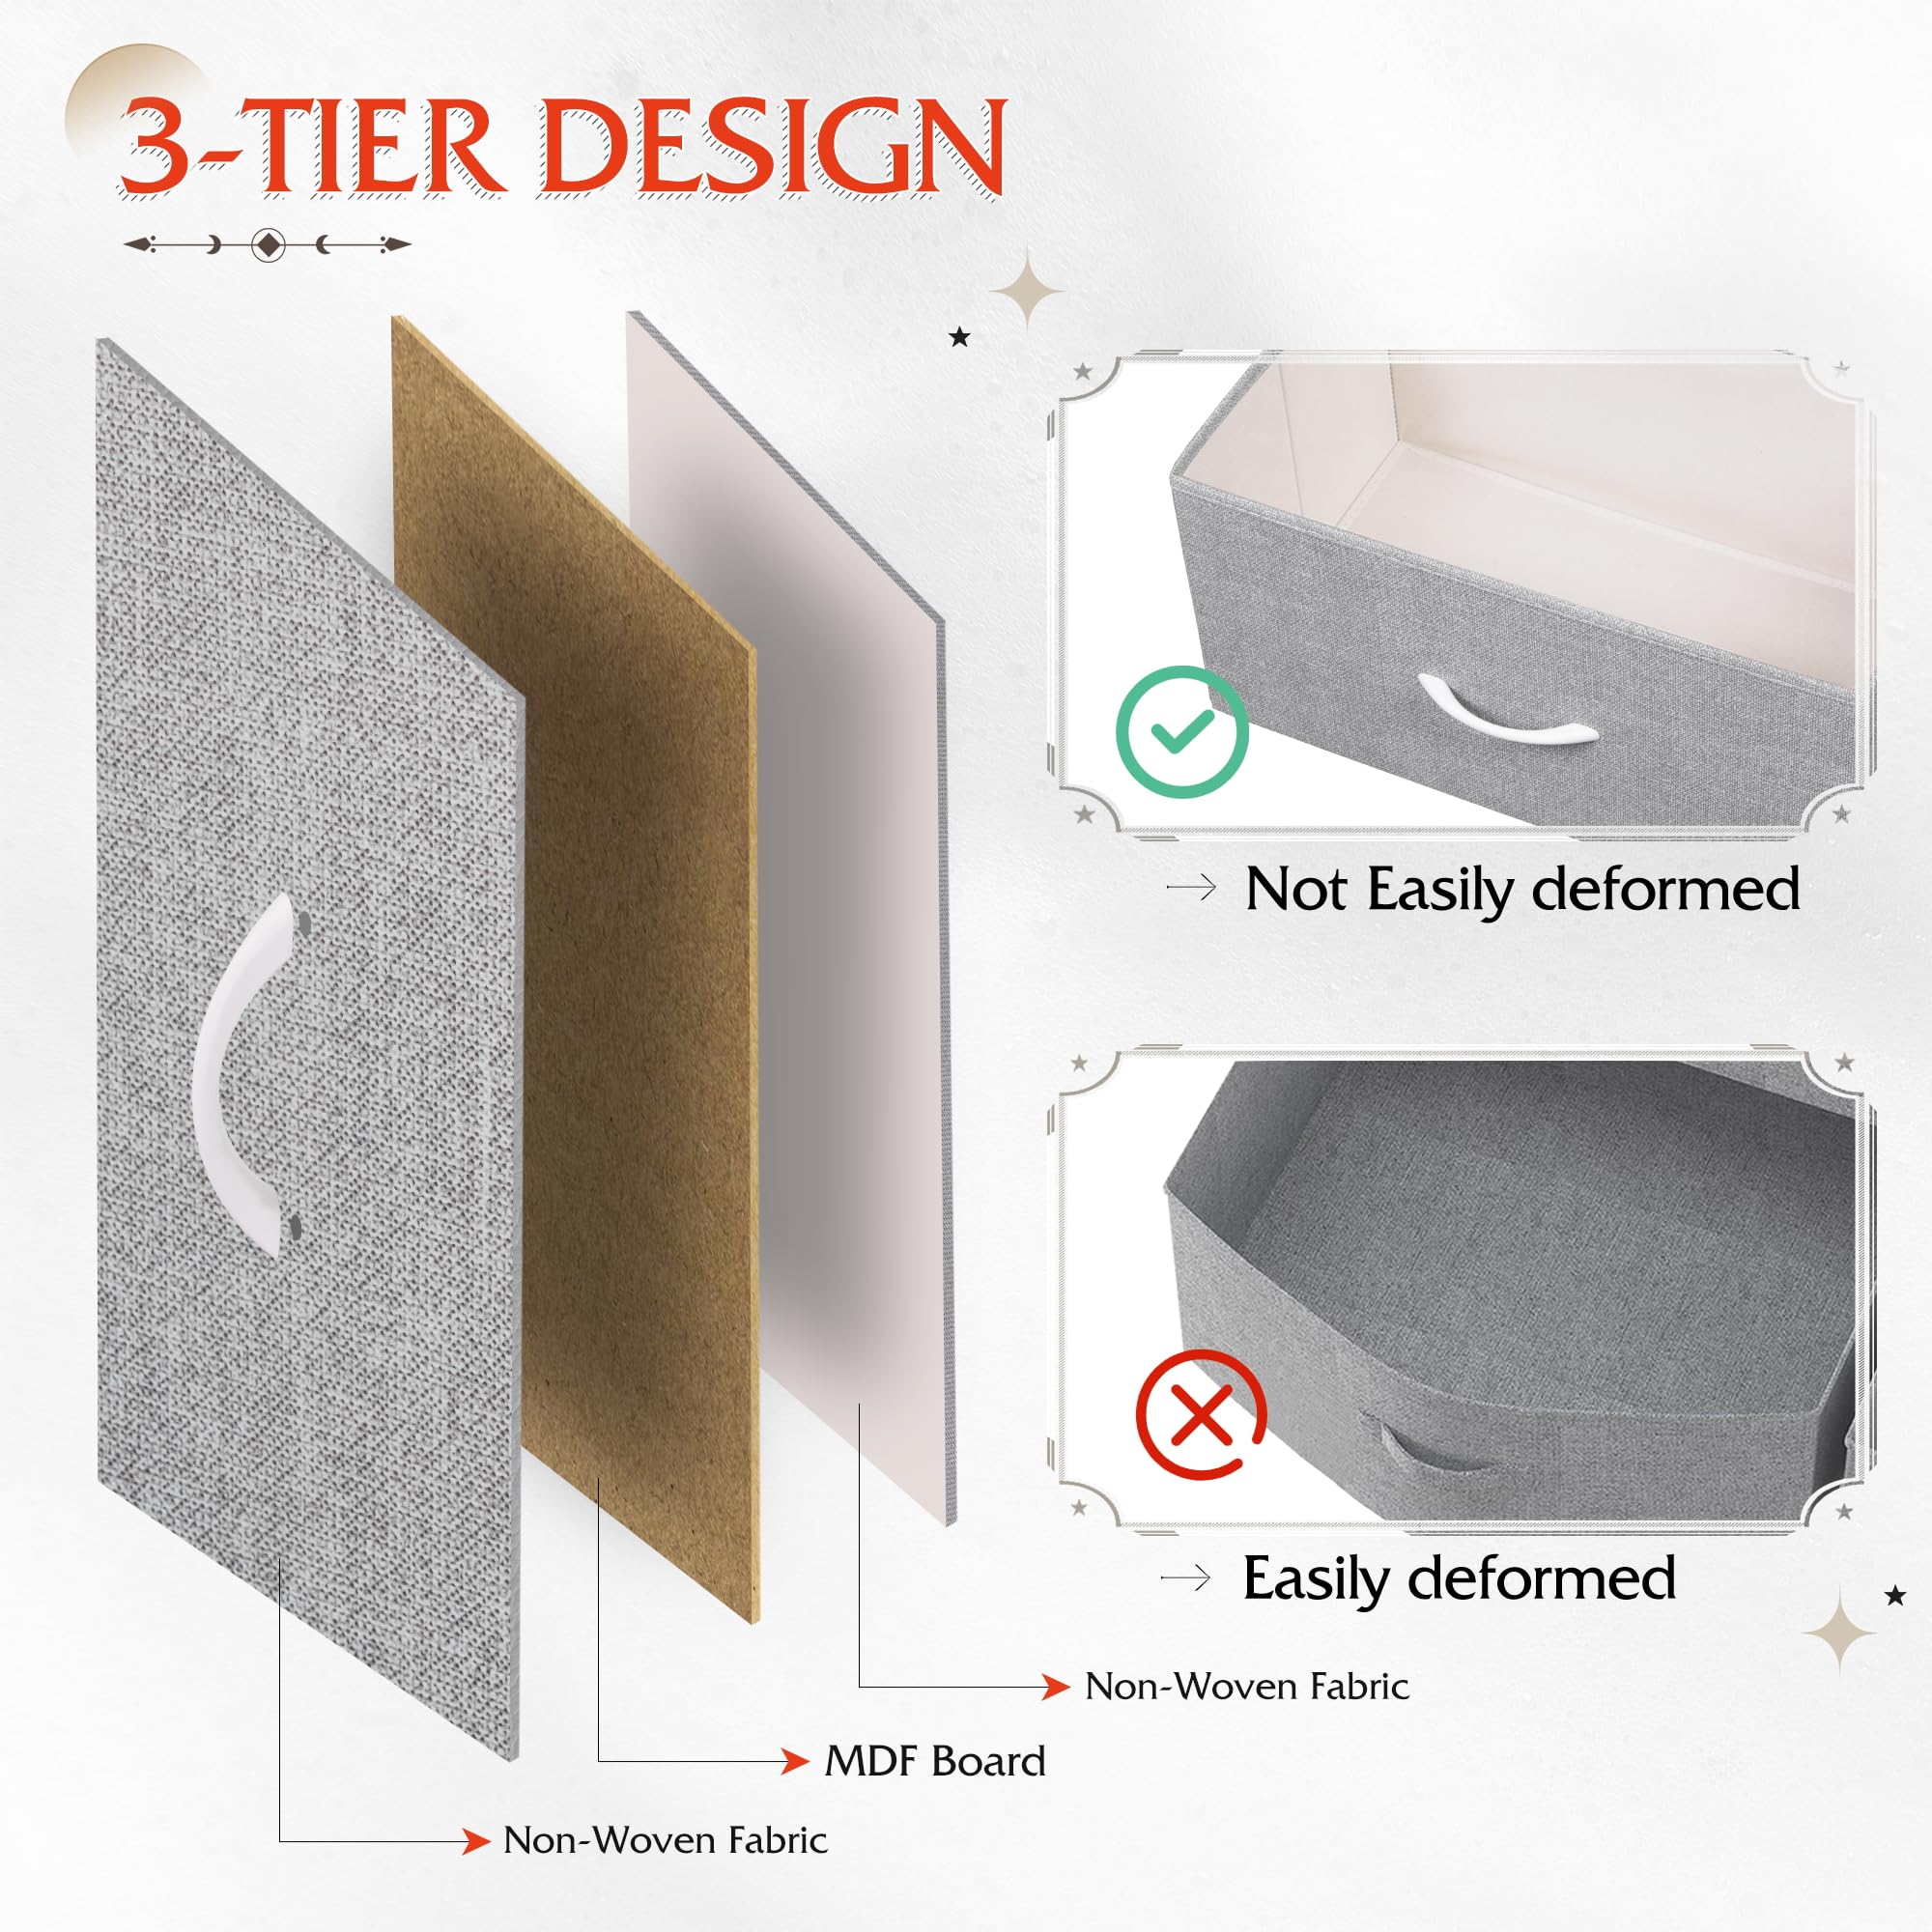 3-TIER DESIGN
Not Easily deformed
Easily deformed
Non-Woven Fabric
MDF Board
Non-Woven Fabric